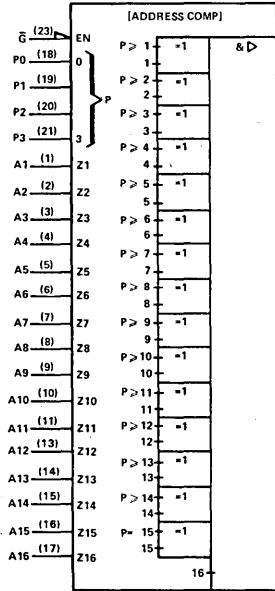 [ADDRESS COMP]
G̅ (23) EN
P0 (18) 0
P1 (19)
P2 (20)
P3 (21) 3
P
A1 (1) Z1
A2 (2) Z2
A3 (3) Z3
A4 (4) Z4
A5 (5) Z5
A6 (6) Z6
A7 (7) Z7
A8 (8) Z8
A9 (9) Z9
A10 (10) Z10
A11 (11) Z11
A12 (13) Z12
A13 (14) Z13
A14 (15) Z14
A15 (16) Z15
A16 (17) Z16
P⩾ 1 =1
1
P⩾ 2 =1
2
P⩾ 3 =1
3
P⩾ 4 =1
4
P⩾ 5 =1
5
P⩾ 6 =1
6
P⩾ 7 =1
7
P⩾ 8 =1
8
P⩾ 9 =1
9
P⩾10 =1
10
P⩾11 =1
11
P⩾12 =1
12
P⩾13 =1
13
P⩾14 =1
14
P= 15 =1
15
16
& ▷